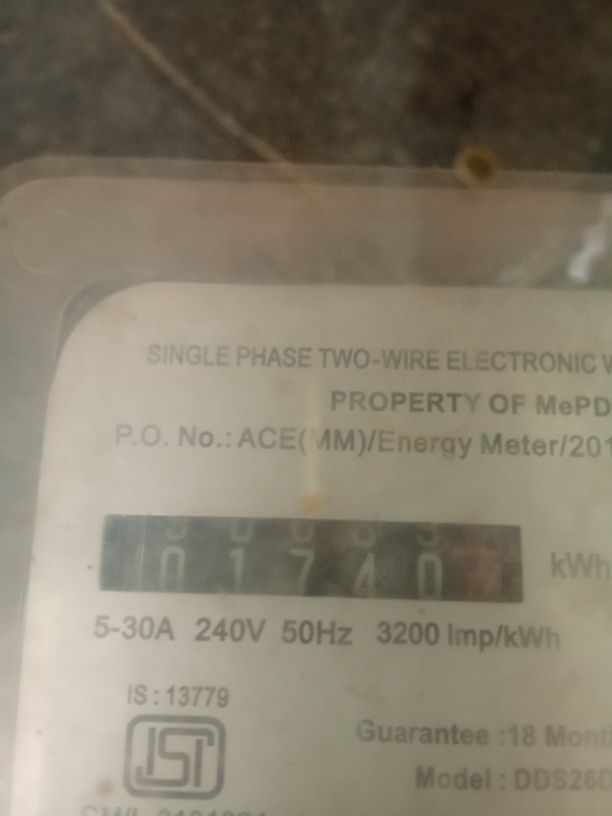 SINGLE PHASE TWO-WIRE ELECTRONIC
PROPERTY OF MePD
P.O. No.: ACE(MM)/Energy Meter/201
01740
kWh
5-30A 240V 50Hz 3200 Imp/kWh
IS : 13779
ISI
Guarantee :18 Mont
Model : DDS26D